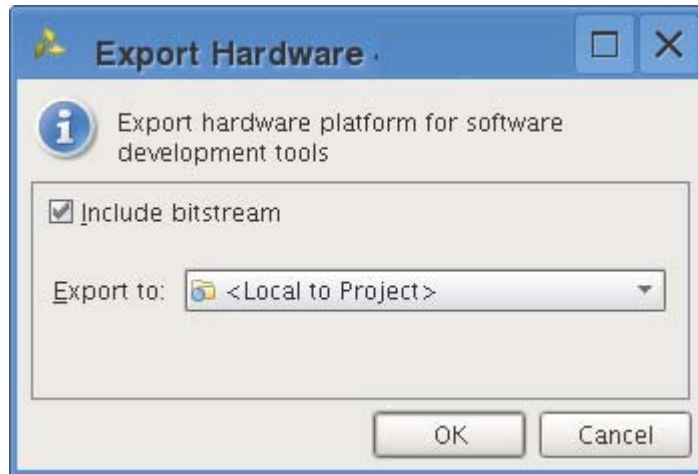 Export Hardware
Export hardware platform for software
development tools
Include bitstream
Export to: <Local to Project>
OK Cancel